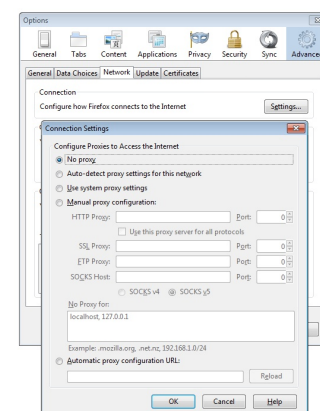 Options
General Tabs Content Applications Privacy Security Sync Advanced
General Data Choices Network Update Certificates
Connection
Configure how Firefox connects to the Internet Settings...
Connection Settings
Configure Proxies to Access the Internet
No proxy
Auto-detect proxy settings for this network
Use system proxy settings
Manual proxy configuration:
HTTP Proxy: Port: 0
Use this proxy server for all protocols
SSL Proxy: Port: 0
FTP Proxy: Port: 0
SOCKS Host: Port: 0
SOCKS v4 SOCKS v5
No Proxy for:
localhost, 127.0.0.1
Example: .mozilla.org, .net.nz, 192.168.1.0/24
Automatic proxy configuration URL:
Reload
OK Cancel Help